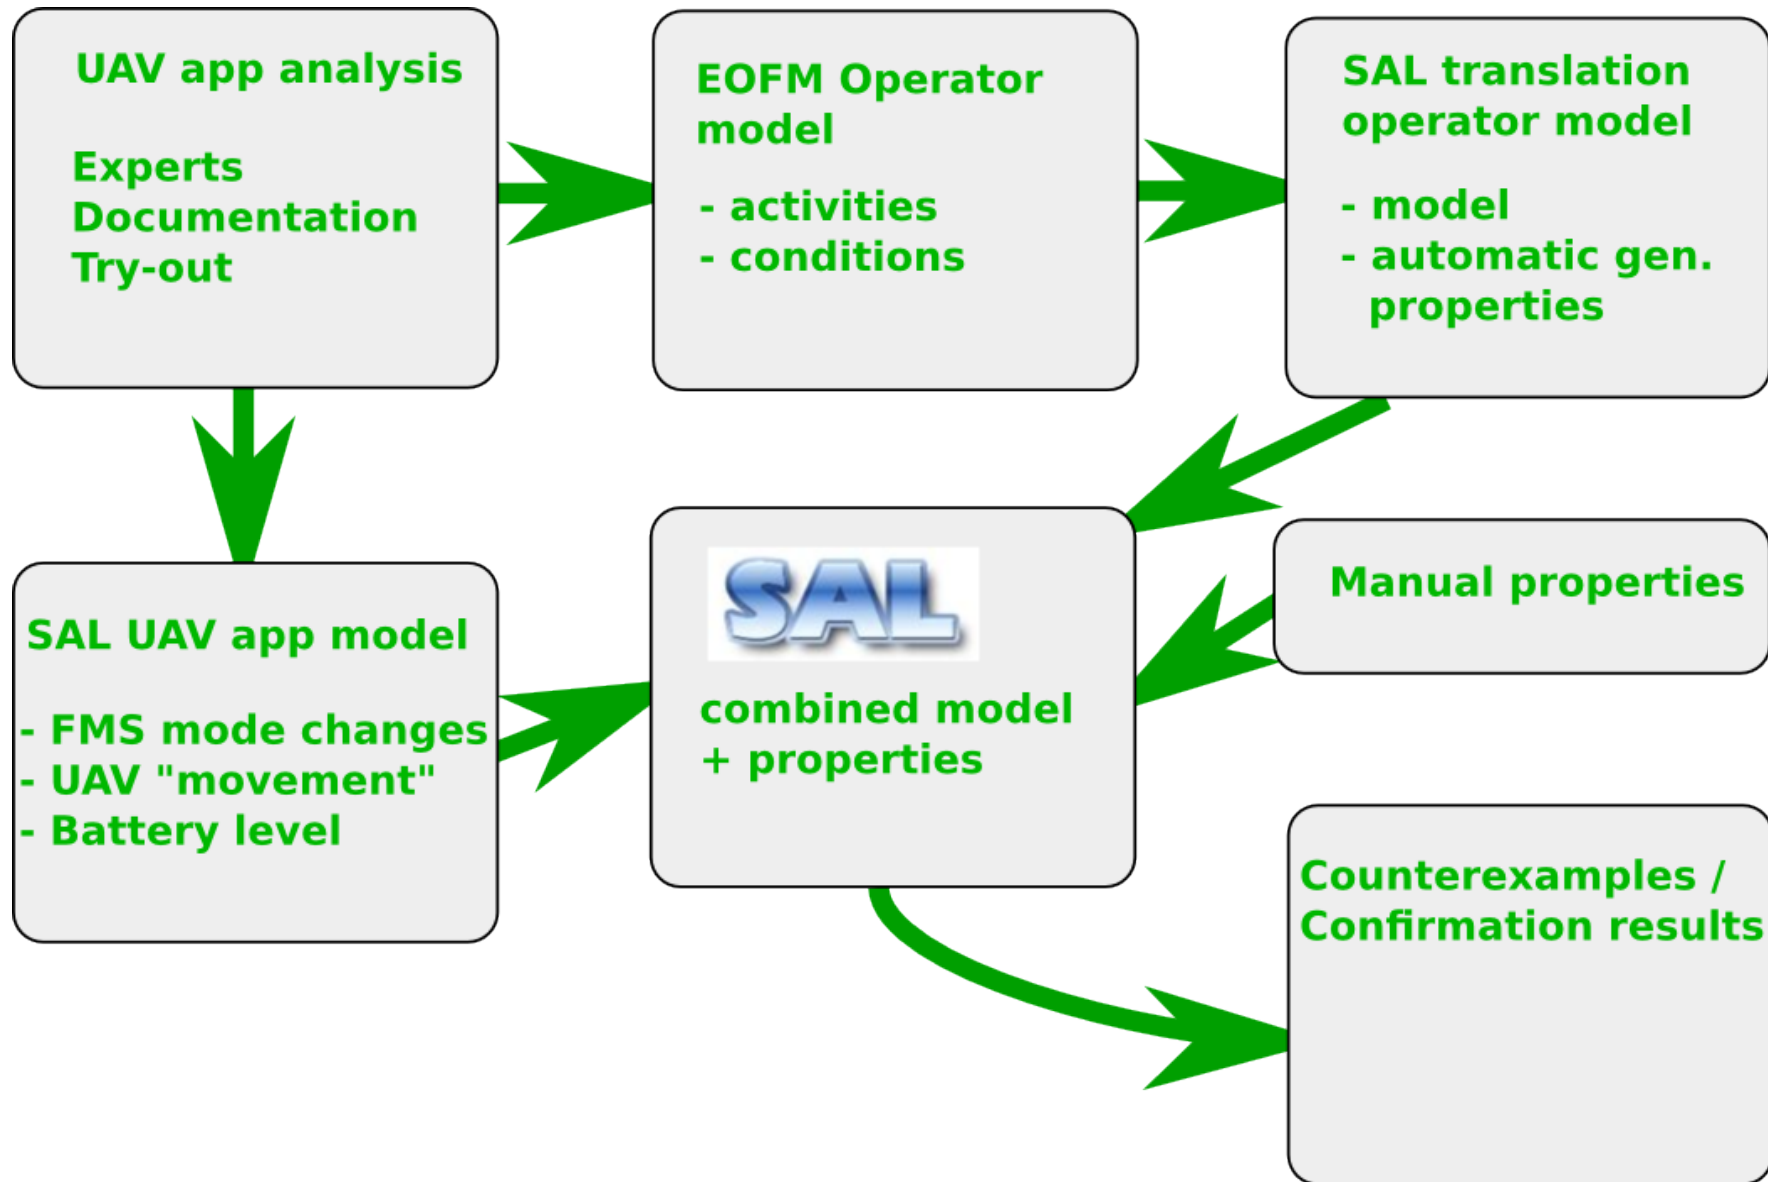 UAV app analysis
Experts
Documentation
Try-out
EOFM Operator
model
- activities
- conditions
SAL translation
operator model
- model
- automatic gen.
properties
SAL UAV app model
- FMS mode changes
- UAV "movement"
- Battery level
SAL
combined model
+ properties
Manual properties
Counterexamples /
Confirmation results